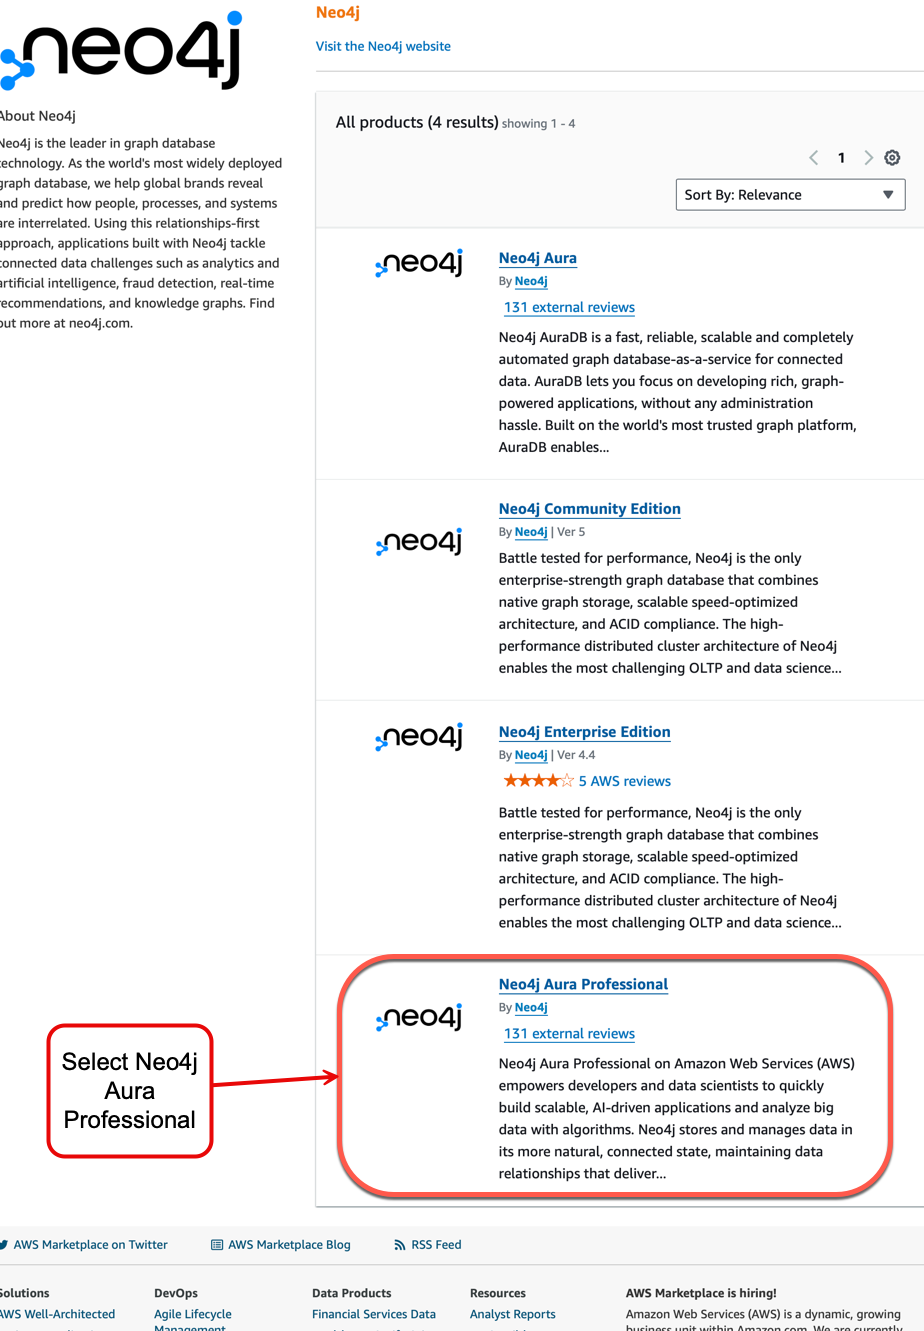 neo4j
About Neo4j
Neo4j is the leader in graph database
technology. As the world's most widely deployed
graph database, we help global brands reveal
and predict how people, processes, and systems
are interrelated. Using this relationships-first
approach, applications built with Neo4j tackle
connected data challenges such as analytics and
artificial intelligence, fraud detection, real-time
recommendations, and knowledge graphs. Find
out more at neo4j.com.
Neo4j
Visit the Neo4j website
All products (4 results) showing 1 - 4
1
Sort By: Relevance
neo4j
Neo4j Aura
By Neo4j
131 external reviews
Neo4j AuraDB is a fast, reliable, scalable and completely
automated graph database-as-a-service for connected
data. AuraDB lets you focus on developing rich, graph-
powered applications, without any administration
hassle. Built on the world's most trusted graph platform,
AuraDB enables...
neo4j
Neo4j Community Edition
By Neo4j | Ver 5
Battle tested for performance, Neo4j is the only
enterprise-strength graph database that combines
native graph storage, scalable speed-optimized
architecture, and ACID compliance. The high-
performance distributed cluster architecture of Neo4j
enables the most challenging OLTP and data science...
neo4j
Neo4j Enterprise Edition
By Neo4j | Ver 4.4
5 AWS reviews
Battle tested for performance, Neo4j is the only
enterprise-strength graph database that combines
native graph storage, scalable speed-optimized
architecture, and ACID compliance. The high-
performance distributed cluster architecture of Neo4j
enables the most challenging OLTP and data science...
Select Neo4j
Aura
Professional
neo4j
Neo4j Aura Professional
By Neo4j
131 external reviews
Neo4j Aura Professional on Amazon Web Services (AWS)
empowers developers and data scientists to quickly
build scalable, AI-driven applications and analyze big
data with algorithms. Neo4j stores and manages data in
its more natural, connected state, maintaining data
relationships that deliver...
AWS Marketplace on Twitter
AWS Marketplace Blog
RSS Feed
Solutions
AWS Well-Architected
DevOps
Agile Lifecycle
Management
Data Products
Financial Services Data
Resources
Analyst Reports
AWS Marketplace is hiring!
Amazon Web Services (AWS) is a dynamic, growing
business unit within Amazon.com. We are currently